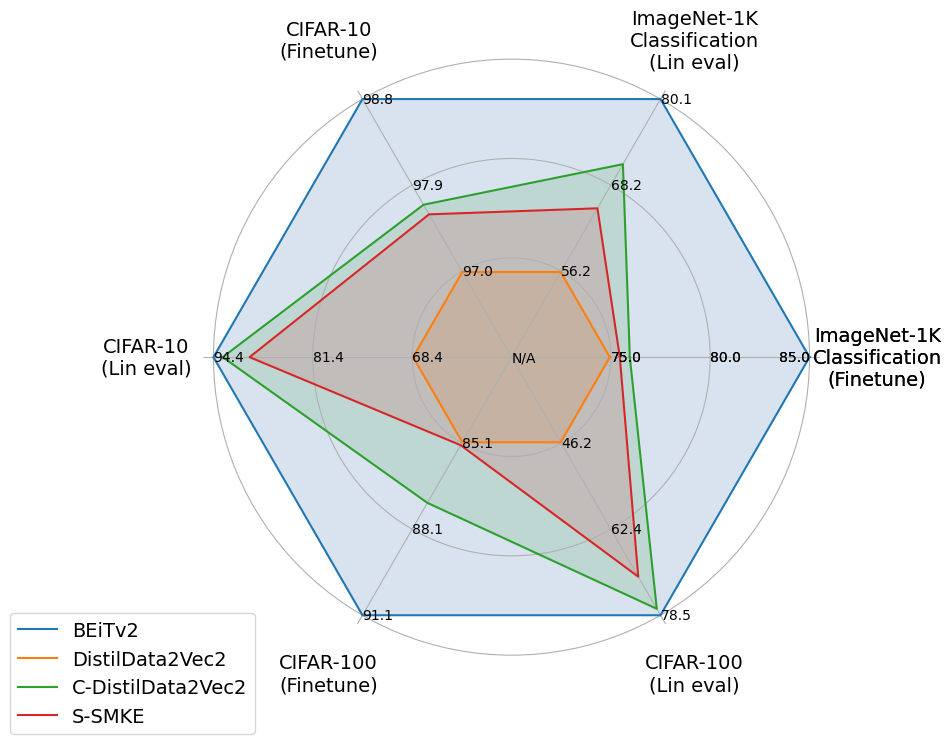 CIFAR-10
(Finetune)
ImageNet-1K
Classification
(Lin eval)
98.8
80.1
97.9
68.2
97.0
56.2
CIFAR-10
(Lin eval)
94.4
81.4
68.4
N/A
75.0
80.0
85.0
ImageNet-1K
Classification
(Finetune)
85.1
46.2
88.1
62.4
91.1
78.5
CIFAR-100
(Finetune)
CIFAR-100
(Lin eval)
BEiTv2
DistilData2Vec2
C-DistilData2Vec2
S-SMKE